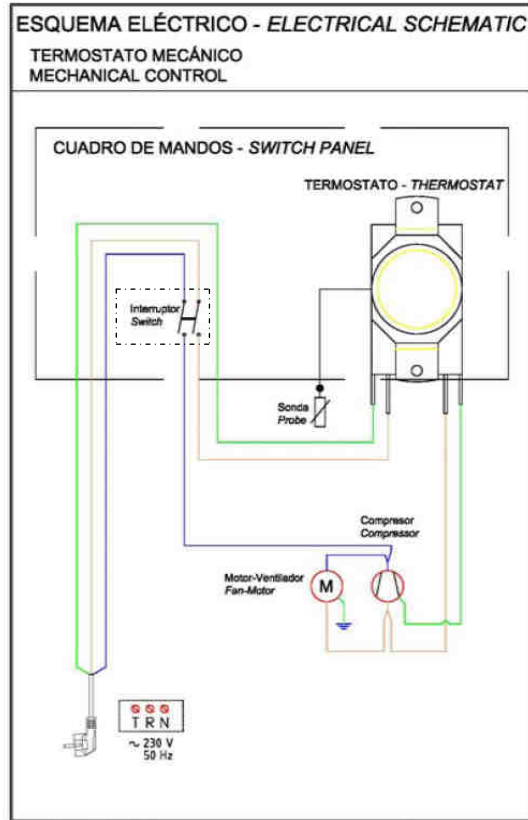 ESQUEMA ELÉCTRICO - ELECTRICAL SCHEMATIC
TERMOSTATO MECÁNICO
MECHANICAL CONTROL
CUADRO DE MANDOS - SWITCH PANEL
TERMOSTATO - THERMOSTAT
Interruptor
Switch
Sonda
Probe
Compresor
Compressor
Motor-Ventilador
Fan-Motor
M
T R N
~ 230 V
50 Hz